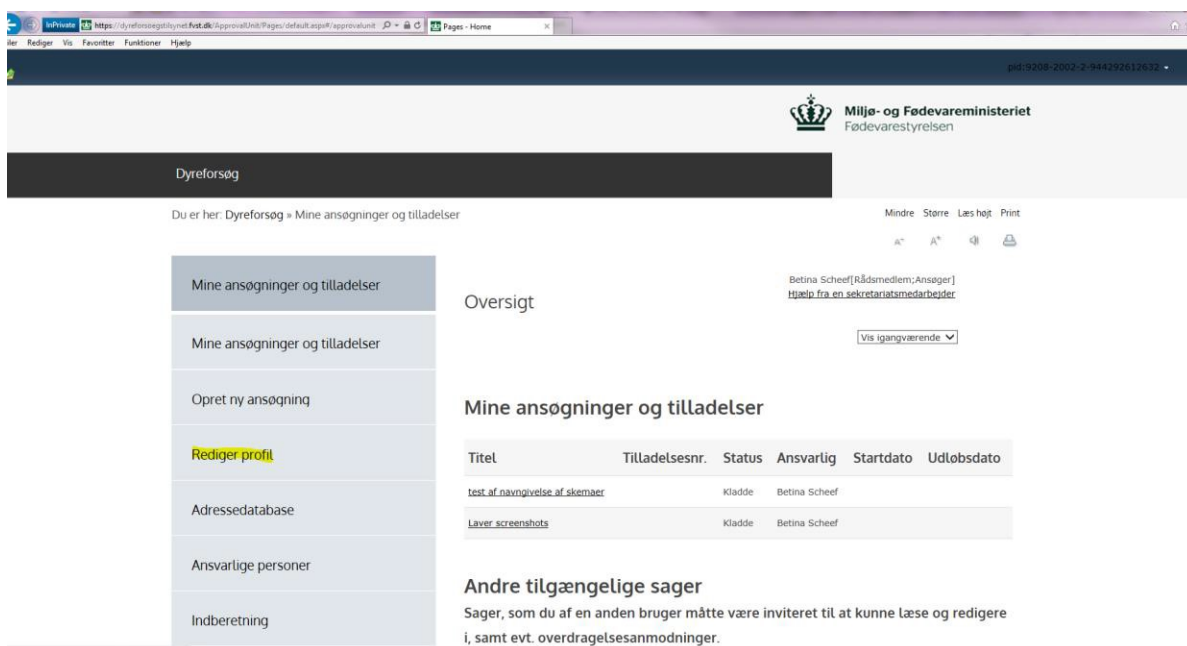 InPrivate https://dyreforsoegstilsynet.fvst.dk/ApprovalUnit/Pages/default.aspx#/approvalunit Pages - Home
Rediger Vis Favoritter Funktioner Hjælp
pid:9208-2002-2-944292612632
Miljø- og Fødevareministeriet
Fødevarestyrelsen
Dyreforsøg
Du er her: Dyreforsøg » Mine ansøgninger og tilladelser
Mindre Større Læs højt Print
A- A+
Mine ansøgninger og tilladelser
Mine ansøgninger og tilladelser
Opret ny ansøgning
Rediger profil
Adressedatabase
Ansvarlige personer
Indberetning
Oversigt
Betina Scheef[Rådsmedlem;Ansøger]
Hjælp fra en sekretariatsmedarbejder
Vis igangværende
Mine ansøgninger og tilladelser
Titel Tilladelsesnr. Status Ansvarlig Startdato Udløbsdato
test af navngivelse af skemaer Kladde Betina Scheef
Laver screenshots Kladde Betina Scheef
Andre tilgængelige sager
Sager, som du af en anden bruger måtte være inviteret til at kunne læse og redigere
i, samt evt. overdragelsesanmodninger.